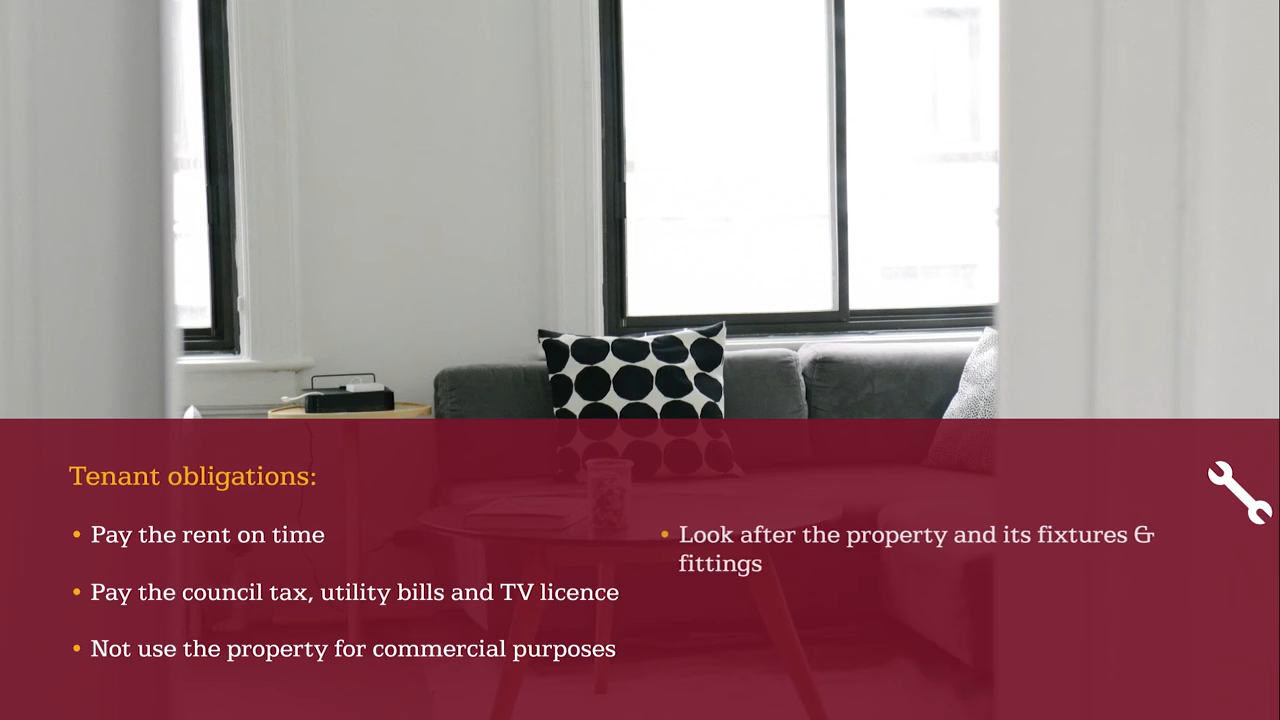 Tenant obligations:
• Pay the rent on time
• Pay the council tax, utility bills and TV licence
• Not use the property for commercial purposes
• Look after the property and its fixtures &
fittings